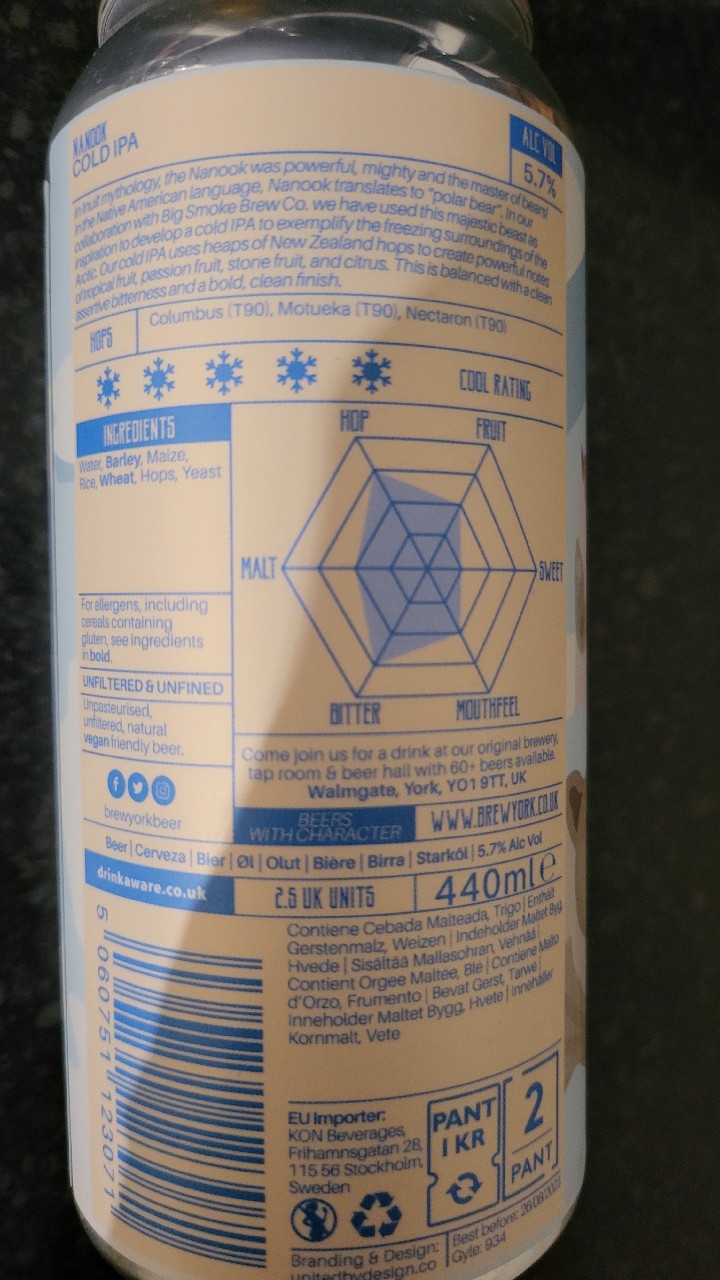 NANOOK
COLD IPA
ALC VOL
5.7%
In Inuit mythology, the Nanook was powerful, mighty and the master of bears!
In the Native American language, Nanook translates to "polar bear". In our
collaboration with Big Smoke Brew Co. we have used this majestic beast as
inspiration to develop a cold IPA to exemplify the freezing surroundings of the
Arctic. Our cold IPA uses heaps of New Zealand hops to create powerful notes
of tropical fruit, passion fruit, stone fruit, and citrus. This is balanced with a clean
assertive bitterness and a bold, clean finish.
HOPS
Columbus (T90), Motueka (T90), Nectaron (T90)
COOL RATING
INGREDIENTS
Water, Barley, Maize,
Rice, Wheat, Hops, Yeast
For allergens, including
cereals containing
gluten, see ingredients
in bold.
UNFILTERED & UNFINED
Unpasteurised,
unfiltered, natural
vegan friendly beer.
brewyorkbeer
HOP
FRUIT
MALT
SWEET
BITTER
MOUTHFEEL
Come join us for a drink at our original brewery,
tap room & beer hall with 60+ beers available.
Walmgate, York, YO1 9TT, UK
BEERS
WITH CHARACTER
WWW.BREWYORK.CO.UK
Beer | Cerveza | Bier | Øl | Olut | Bière | Birra | Starköl | 5.7% Alc Vol
drinkaware.co.uk
2.5 UK UNITS
440ml e
Contiene Cebada Malteada, Trigo | Enthält
Gerstenmalz, Weizen | Indeholder Maltet Byg,
Hvede | Sisältää Mallasohran, Vehnää |
Contient Orgee Maltée, Blé | Contiene Malto
d'Orzo, Frumento | Bevat Gerst, Tarwe |
Inneholder Maltet Bygg, Hvete | Innehåller
Kornmalt, Vete
5 060751 123071
EU Importer:
KON Beverages,
Frihamnsgatan 28,
115 56 Stockholm,
Sweden
PANT
1 KR
2
PANT
Branding & Design:
unitedbydesign.co
Best before: 26/08/2023
Gyle: 934